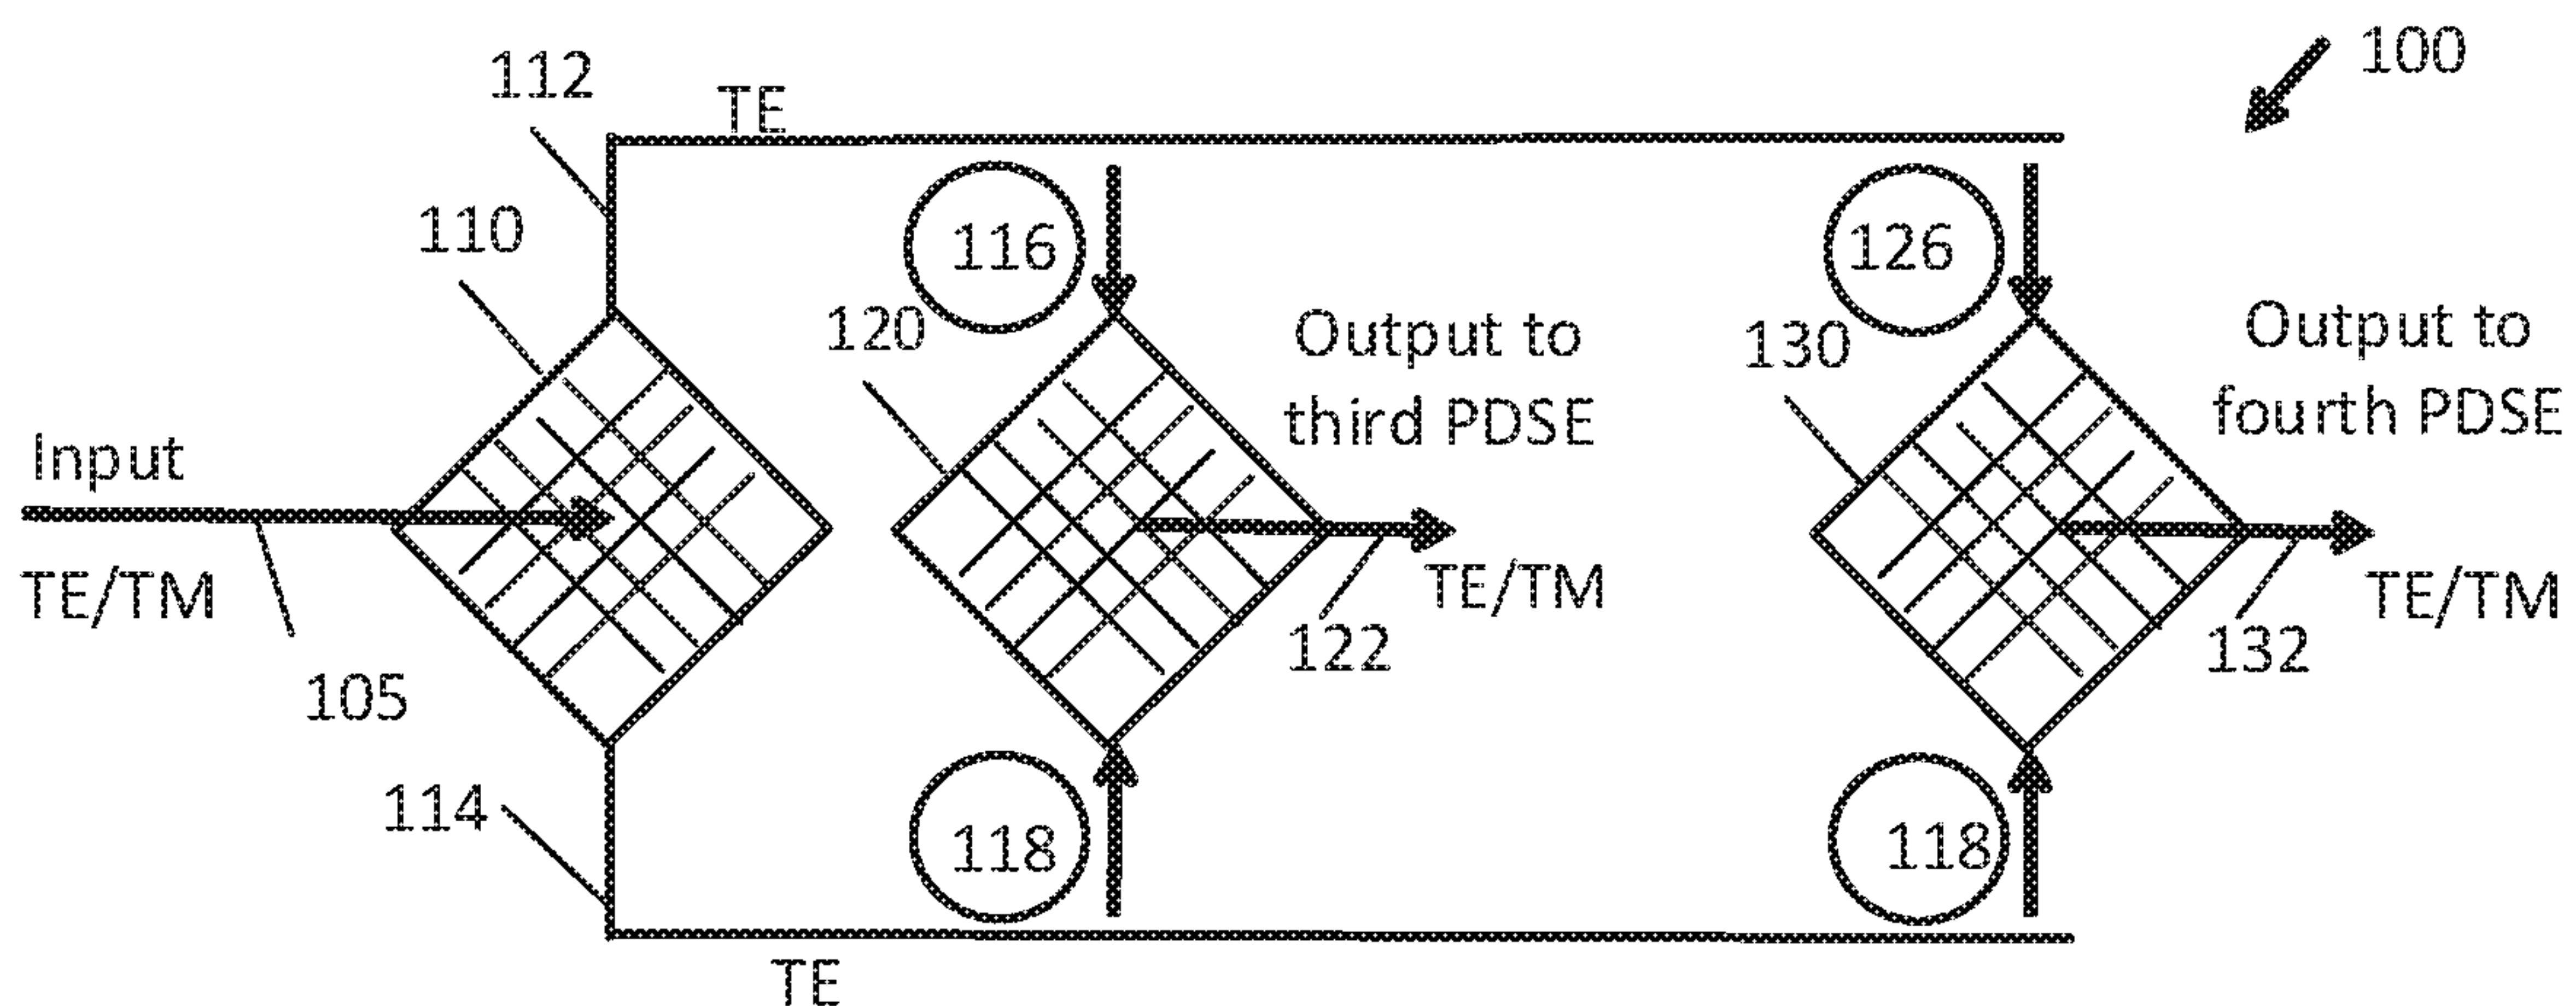 100
112
TE
110
116
126
120
Output to
third PDSE
130
Output to
fourth PDSE
Input
TE/TM
105
TE/TM
122
TE/TM
132
114
118
118
TE